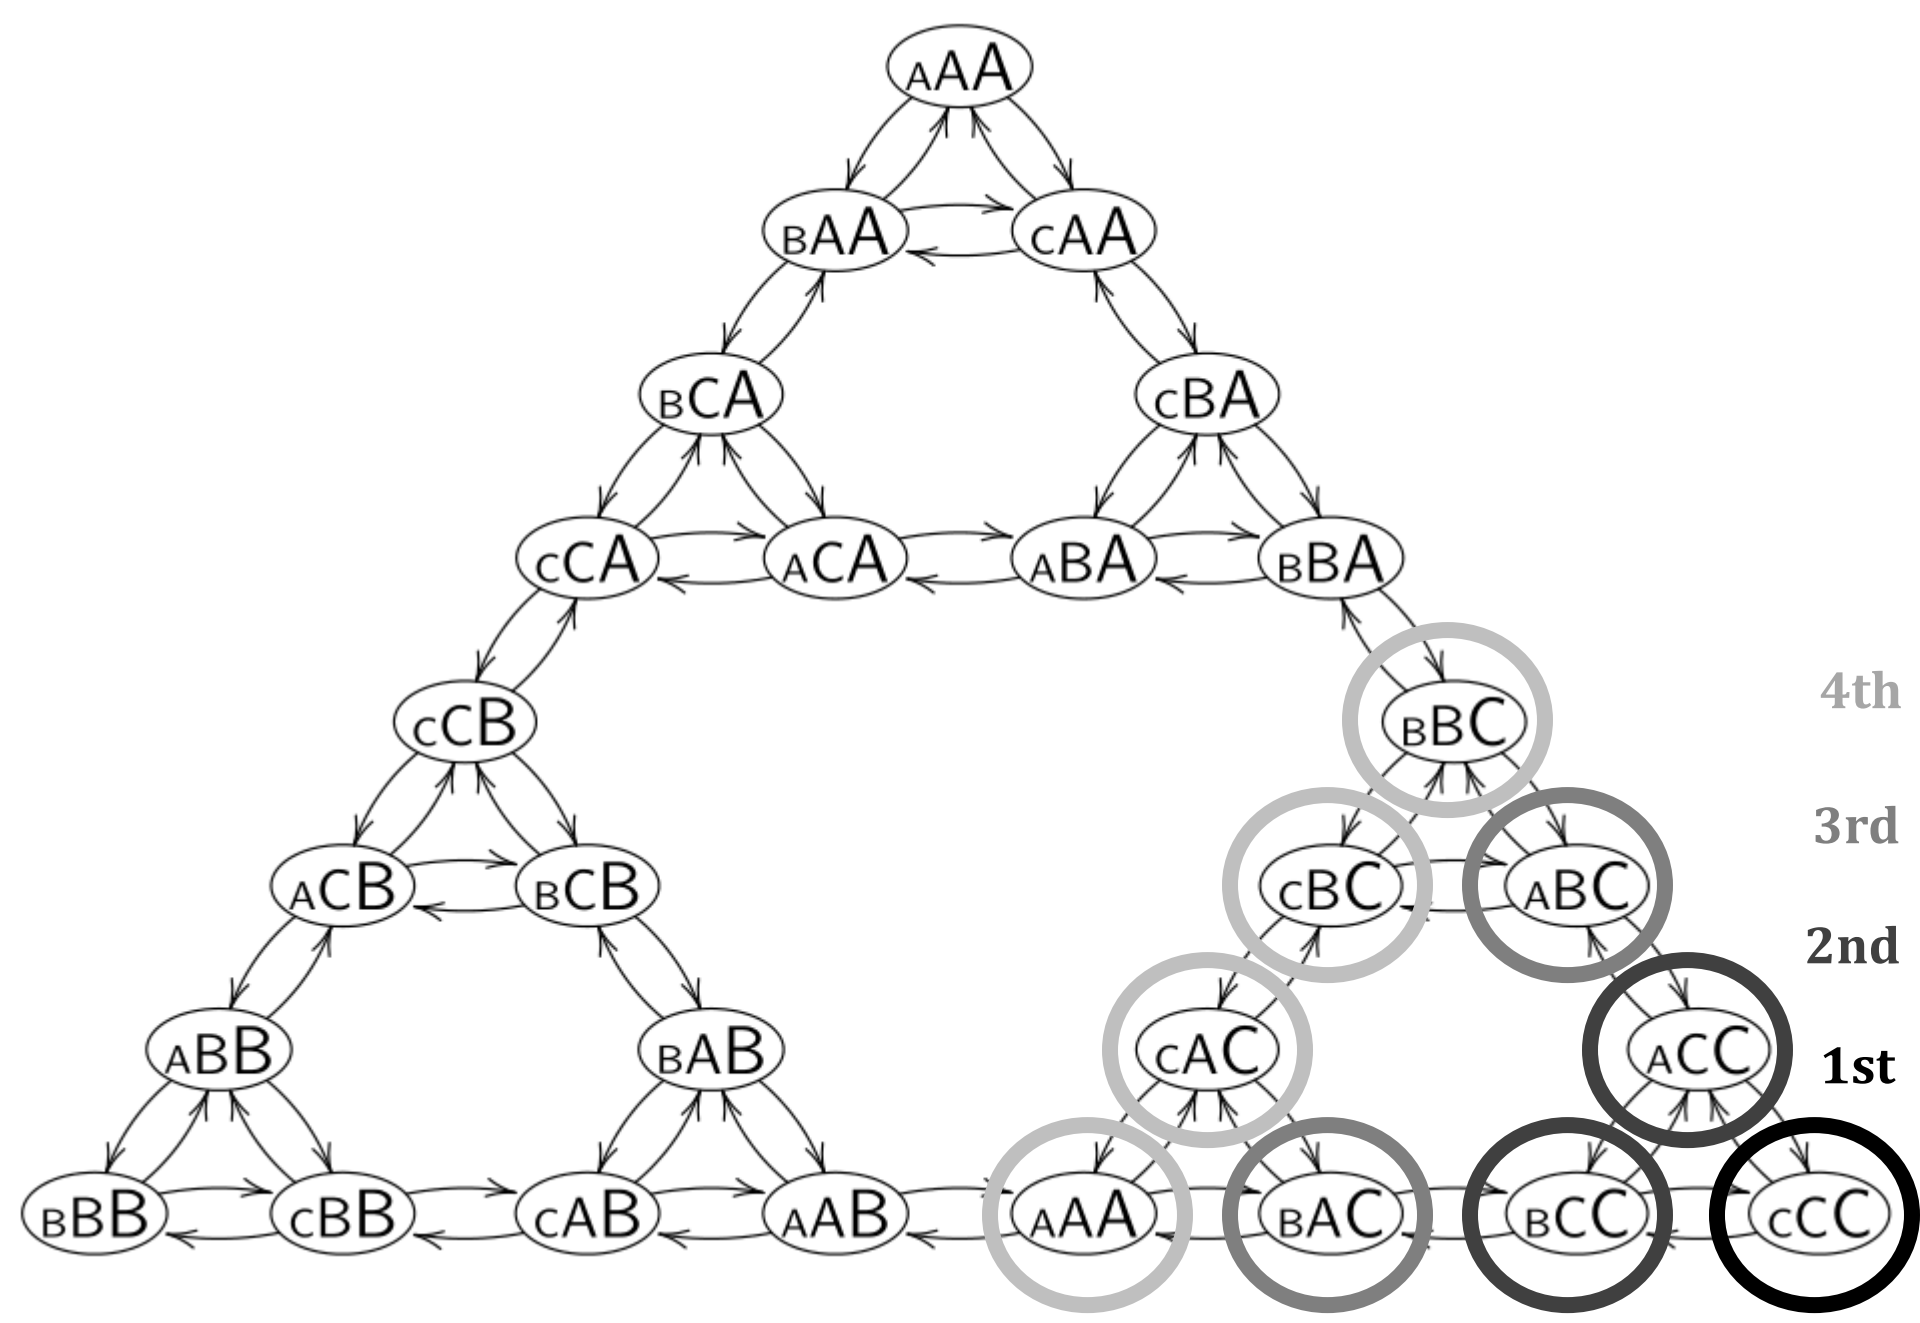 AAA
BAA CAA
BCA CBA
CCA ACA ABA BBA
CCB BBC 4th
ACB BCB CBC ABC 3rd
2nd
ABB BAB CAC ACC 1st
BBB CBB CAB AAB AAA BAC BCC CCC